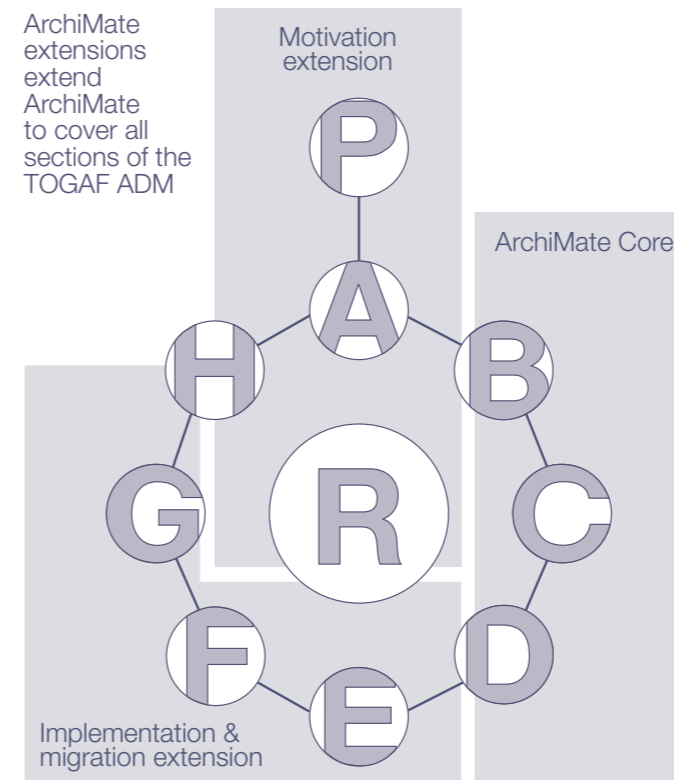 ArchiMate
extensions
extend
ArchiMate
to cover all
sections of the
TOGAF ADM
Motivation
extension
P
ArchiMate Core
A
H
B
G
R
C
F
D
E
Implementation &
migration extension